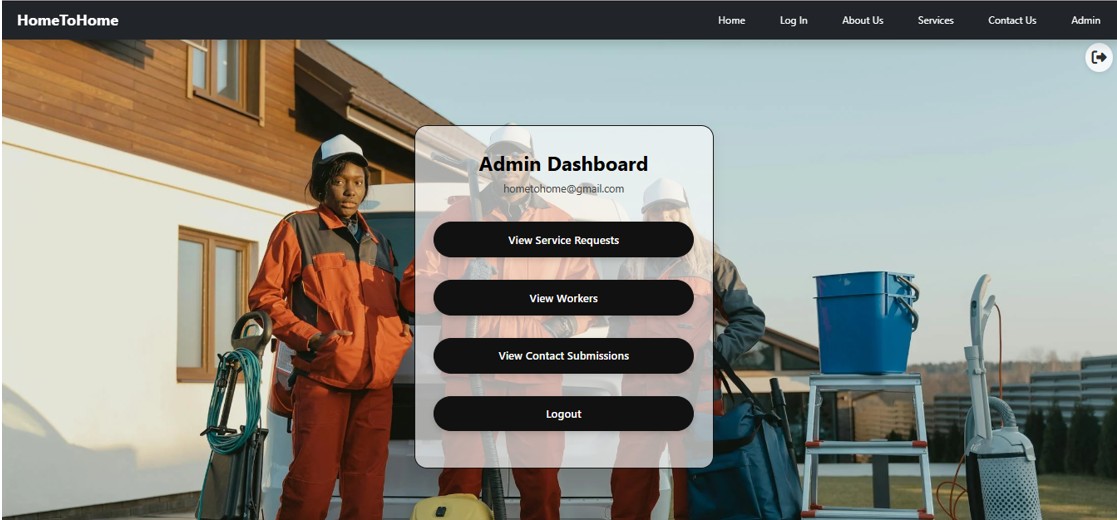 HomeToHome
Home Log In About Us Services Contact Us Admin
Admin Dashboard
hometohome@gmail.com
View Service Requests
View Workers
View Contact Submissions
Logout